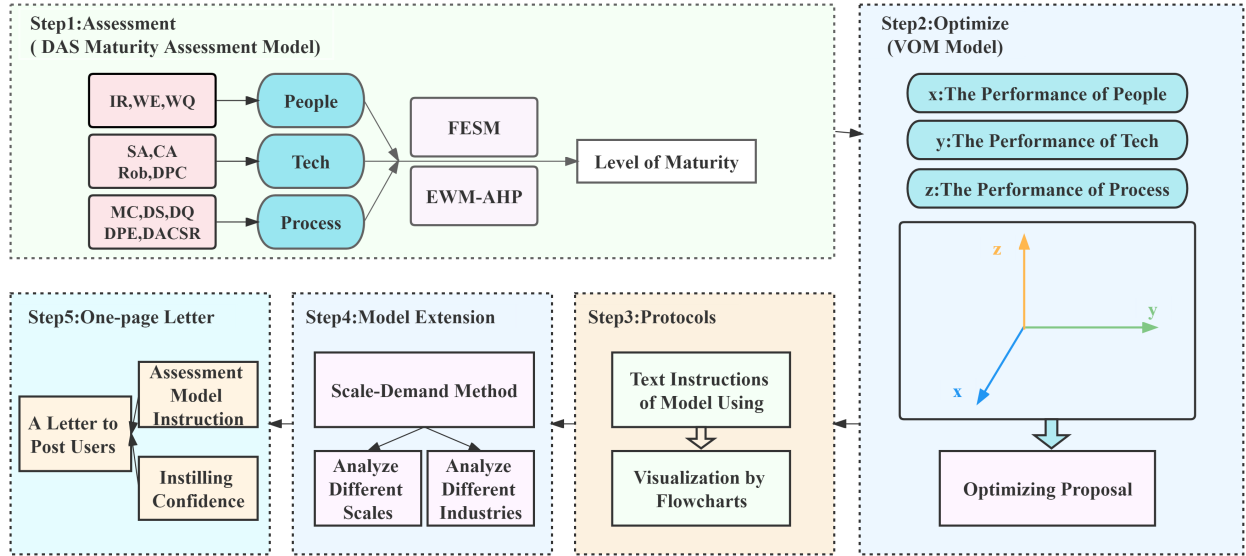 Step1:Assessment
( DAS Maturity Assessment Model)
IR,WE,WQ
People
SA,CA
Rob,DPC
Tech
MC,DS,DQ
DPE,DACSR
Process
FESM
EWM-AHP
Level of Maturity
Step2:Optimize
(VOM Model)
x:The Performance of People
y:The Performance of Tech
z:The Performance of Process
z
y
x
Optimizing Proposal
Step3:Protocols
Text Instructions
of Model Using
Visualization by
Flowcharts
Step4:Model Extension
Scale-Demand Method
Analyze
Different
Scales
Analyze
Different
Industries
Step5:One-page Letter
Assessment
Model
Instruction
A Letter to
Post Users
Instilling
Confidence